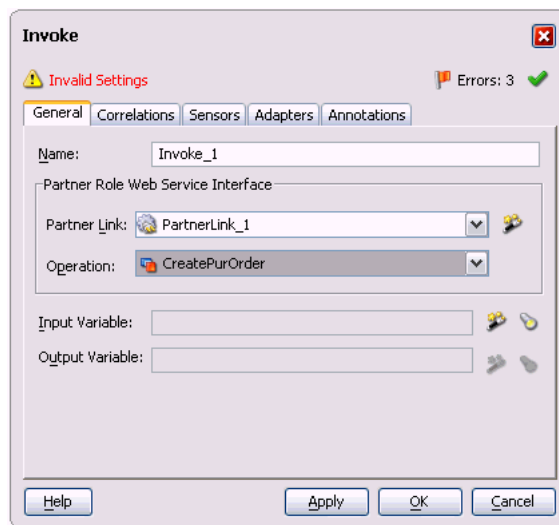 Invoke
Invalid Settings
Errors: 3
General Correlations Sensors Adapters Annotations
Name: Invoke_1
Partner Role Web Service Interface
Partner Link: PartnerLink_1
Operation: CreatePurOrder
Input Variable:
Output Variable:
Help Apply OK Cancel